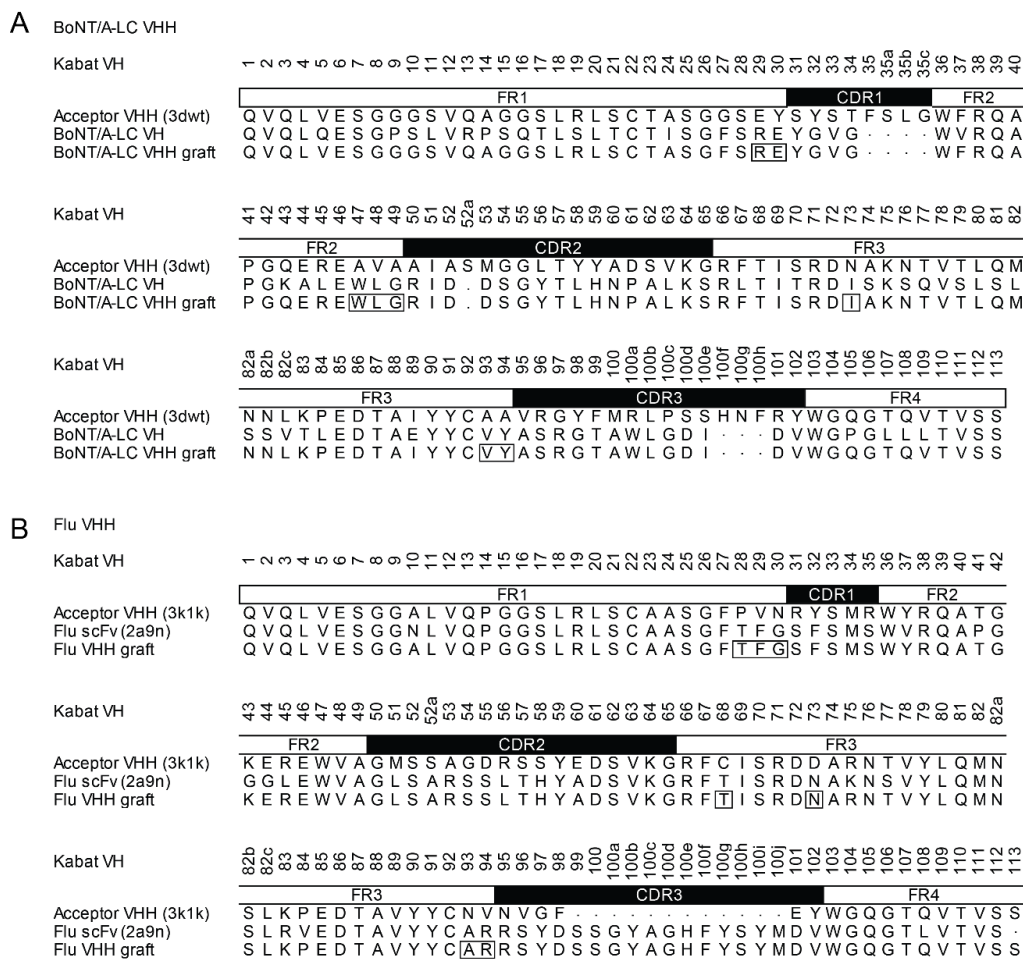 A
BoNT/A-LC VHH
Kabat VH 1 2 3 4 5 6 7 8 9 10 11 12 13 14 15 16 17 18 19 20 21 22 23 24 25 26 27 28 29 30 31 32 33 34 35 35a 35b 35c 36 37 38 39 40
FR1 CDR1 FR2
Acceptor VHH (3dwt) Q V Q L V E S G G G S V Q A G G S L R L S C T A S G G S E Y S Y S T F S L G W F R Q A
BoNT/A-LC VH Q V Q L Q E S G P S L V R P S Q T L S L T C T I S G F S R E Y G V G · · · · W V R Q A
BoNT/A-LC VHH graft Q V Q L V E S G G G S V Q A G G S L R L S C T A S G F S R E Y G V G · · · · W F R Q A
Kabat VH 41 42 43 44 45 46 47 48 49 50 51 52 52a 53 54 55 56 57 58 59 60 61 62 63 64 65 66 67 68 69 70 71 72 73 74 75 76 77 78 79 80 81 82
FR2 CDR2 FR3
Acceptor VHH (3dwt) P G Q E R E A V A A I A S M G G L T Y Y A D S V K G R F T I S R D N A K N T V T L Q M
BoNT/A-LC VH P G K A L E W L G R I D . D S G Y T L H N P A L K S R L T I T R D I S K S Q V S L S L
BoNT/A-LC VHH graft P G Q E R E W L G R I D . D S G Y T L H N P A L K S R F T I S R D I A K N T V T L Q M
Kabat VH 82a 82b 82c 83 84 85 86 87 88 89 90 91 92 93 94 95 96 97 98 99 100 100a 100b 100c 100d 100e 100f 100g 100h 101 102 103 104 105 106 107 108 109 110 111 112 113
FR3 CDR3 FR4
Acceptor VHH (3dwt) N N L K P E D T A I Y Y C A A V R G Y F M R L P S S H N F R Y W G Q G T Q V T V S S
BoNT/A-LC VH S S V T L E D T A E Y Y C V Y A S R G T A W L G D I · · · D V W G P G L L L T V S S
BoNT/A-LC VHH graft N N L K P E D T A I Y Y C V Y A S R G T A W L G D I · · · D V W G Q G T Q V T V S S
B
Flu VHH
Kabat VH 1 2 3 4 5 6 7 8 9 10 11 12 13 14 15 16 17 18 19 20 21 22 23 24 25 26 27 28 29 30 31 32 33 34 35 36 37 38 39 40 41 42
FR1 CDR1 FR2
Acceptor VHH (3k1k) Q V Q L V E S G G A L V Q P G G S L R L S C A A S G F P V N R Y S M R W Y R Q A T G
Flu scFv (2a9n) Q V Q L V E S G G N L V Q P G G S L R L S C A A S G F T F G S F S M S W V R Q A P G
Flu VHH graft Q V Q L V E S G G A L V Q P G G S L R L S C A A S G F T F G S F S M S W Y R Q A T G
Kabat VH 43 44 45 46 47 48 49 50 51 52 52a 53 54 55 56 57 58 59 60 61 62 63 64 65 66 67 68 69 70 71 72 73 74 75 76 77 78 79 80 81 82 82a
FR2 CDR2 FR3
Acceptor VHH (3k1k) K E R E W V A G M S S A G D R S S Y E D S V K G R F C I S R D D A R N T V Y L Q M N
Flu scFv (2a9n) G G L E W V A G L S A R S S L T H Y A D S V K G R F T I S R D N A K N S V Y L Q M N
Flu VHH graft K E R E W V A G L S A R S S L T H Y A D S V K G R F T I S R D N A R N T V Y L Q M N
Kabat VH 82b 82c 83 84 85 86 87 88 89 90 91 92 93 94 95 96 97 98 99 100 100a 100b 100c 100d 100e 100f 100g 100h 100i 100j 101 102 103 104 105 106 107 108 109 110 111 112 113
FR3 CDR3 FR4
Acceptor VHH (3k1k) S L K P E D T A V Y Y C N V N V G F · · · · · · · · · · · · E Y W G Q G T Q V T V S S
Flu scFv (2a9n) S L R V E D T A V Y Y C A R R S Y D S S G Y A G H F Y S Y M D V W G Q G T L V T V S ·
Flu VHH graft S L K P E D T A V Y Y C A R R S Y D S S G Y A G H F Y S Y M D V W G Q G T Q V T V S S